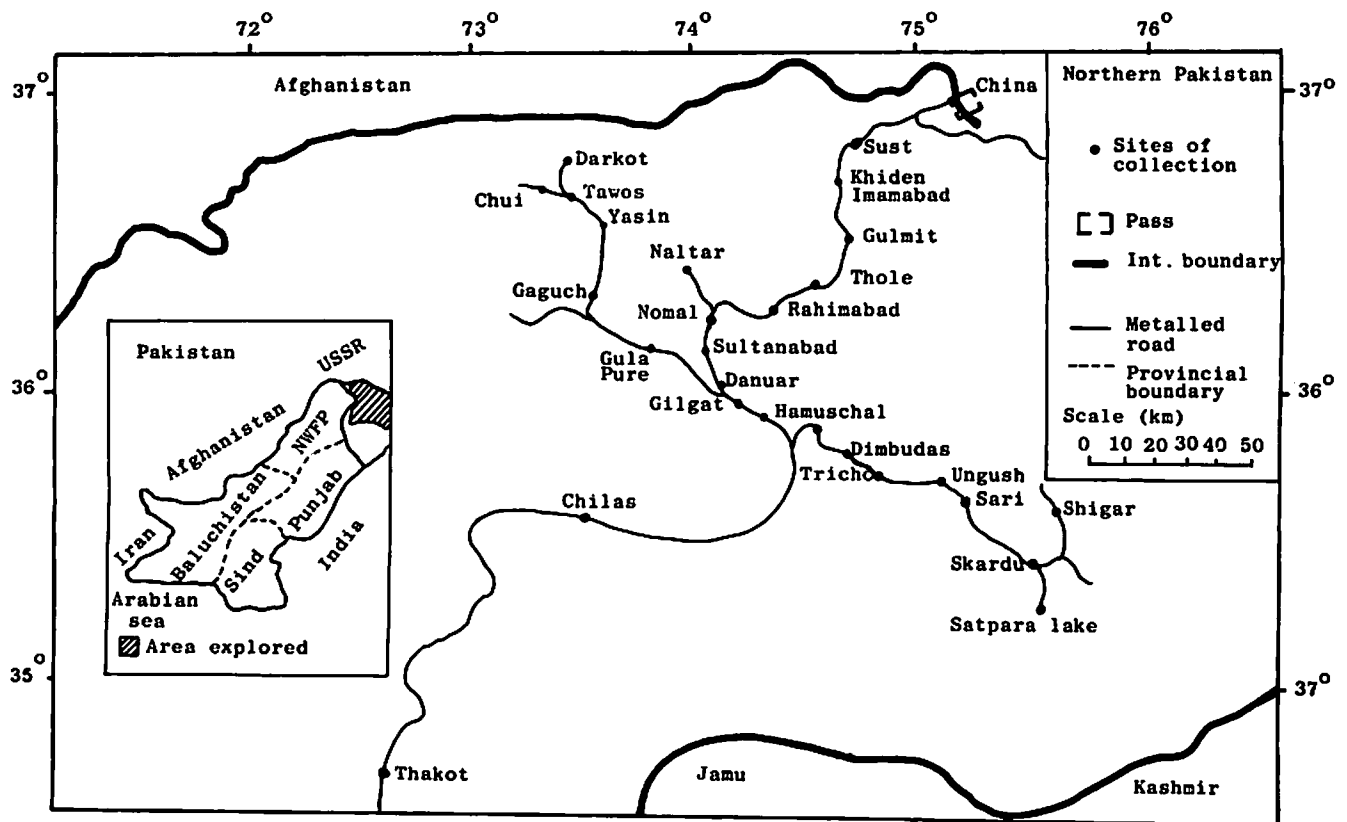 72° 73° 74° 75° 76°
37°
Afghanistan
China
37°
Northern Pakistan
Sites of
collection
Pass
Int. boundary
Metalled
road
Provincial
boundary
Scale (km)
0 10 20 30 40 50
Sust
Darkot
Khiden
Imamabad
Chui
Tawos
Yasin
Gulmit
Naltar
Thole
Gaguch
Nomal
Rahimabad
Sultanabad
Gula
Pure
36°
Danuar
36°
Gilgat
Hamuschal
Dimbudas
Tricho
Ungush
Sari
Chilas
Shigar
Skardu
Satpara lake
35°
37°
Thakot
Jamu
Kashmir
Pakistan
USSR
Afghanistan
NWFP
Punjab
Baluchistan
Iran
Sind
India
Arabian
sea
Area explored